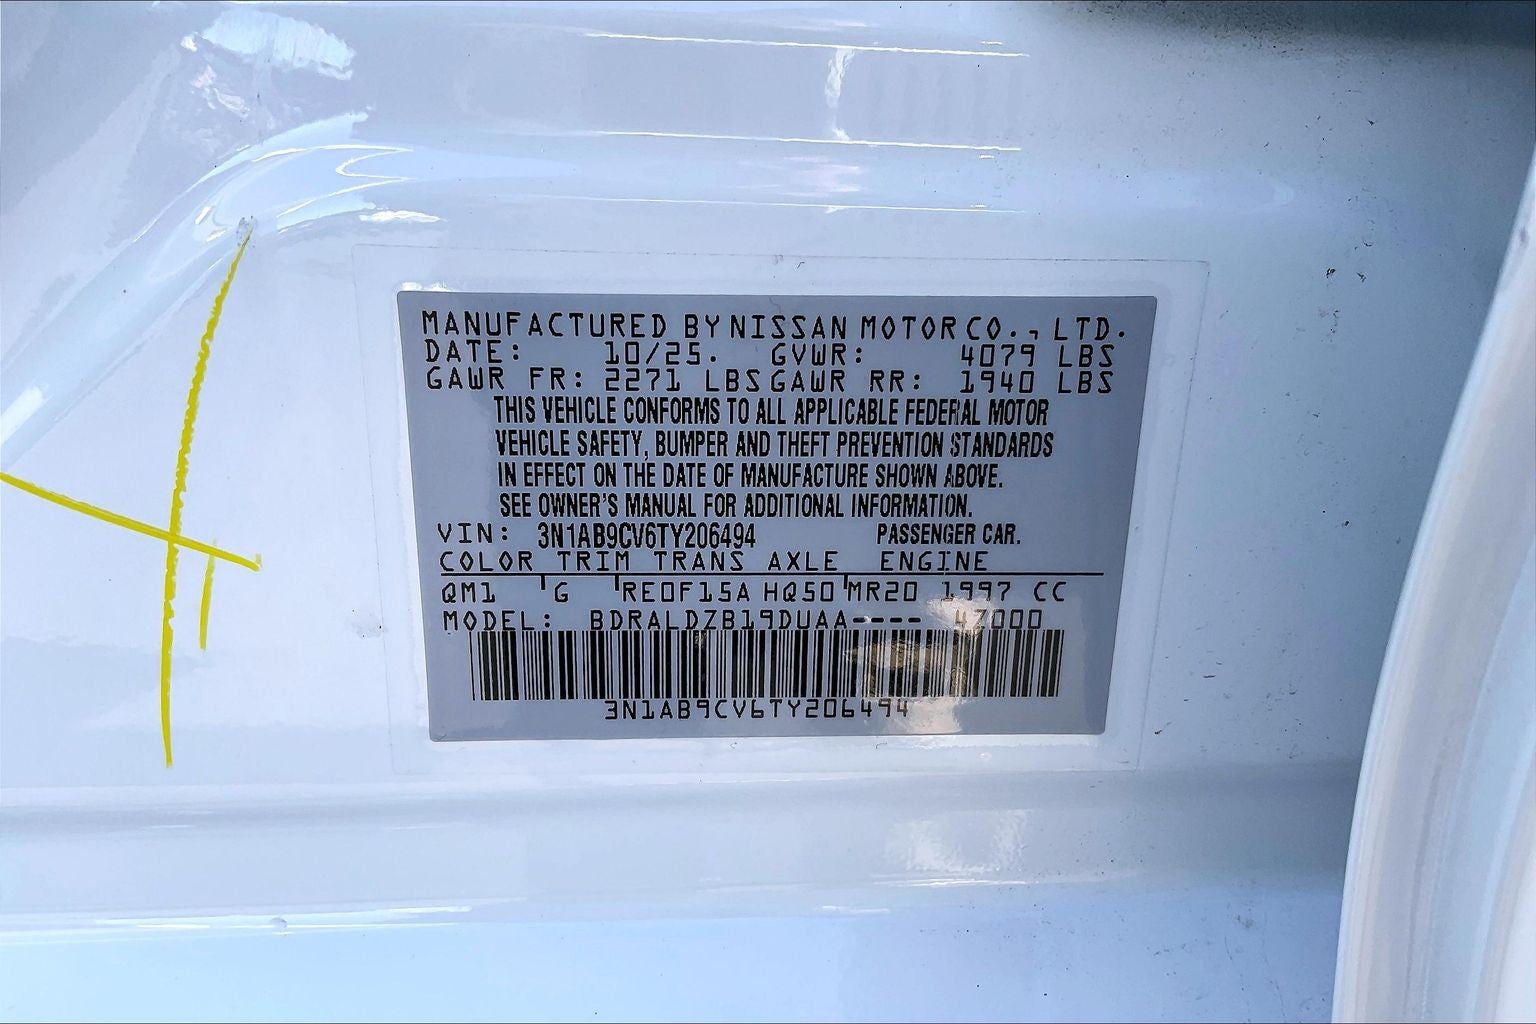 MANUFACTURED BY NISSAN MOTOR CO., LTD.
DATE: 10/25. GVWR: 4079 LBS
GAWR FR: 2271 LBS GAWR RR: 1940 LBS
THIS VEHICLE CONFORMS TO ALL APPLICABLE FEDERAL MOTOR
VEHICLE SAFETY, BUMPER AND THEFT PREVENTION STANDARDS
IN EFFECT ON THE DATE OF MANUFACTURE SHOWN ABOVE.
SEE OWNER'S MANUAL FOR ADDITIONAL INFORMATION.
VIN: 3N1AB9CV6TY206494 PASSENGER CAR.
COLOR TRIM TRANS AXLE ENGINE
QM1 G RE0F15A HQ50 MR20 1997 CC
MODEL: BDRALDZB19DUAA---- 47000
3N1AB9CV6TY206494